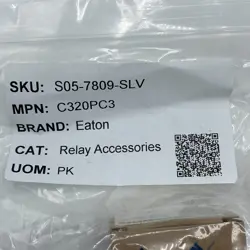 SKU: S05-7809-SLV
MPN: C320PC3
BRAND: Eaton
CAT: Relay Accessories
UOM: PK